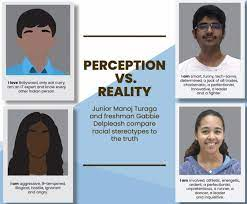 I love Bollywood, only eat curry,
am an IT expert and know every
other Indian person.
I am smart, funny, tech-savvy,
determined, a jack of all trades,
charismatic, a perfectionist,
innovative, a leader
and a fighter.
PERCEPTION
VS.
REALITY
Junior Manoj Turaga
and freshman Gabbie
Delpleash compare
racial stereotypes to
the truth
I am aggressive, ill-tempered,
illogical, hostile, ignorant
and angry.
I am involved, athletic, energetic,
ardent, a perfectionist,
unpretentious, a runner, a
dancer, a leader
and inquisitive.